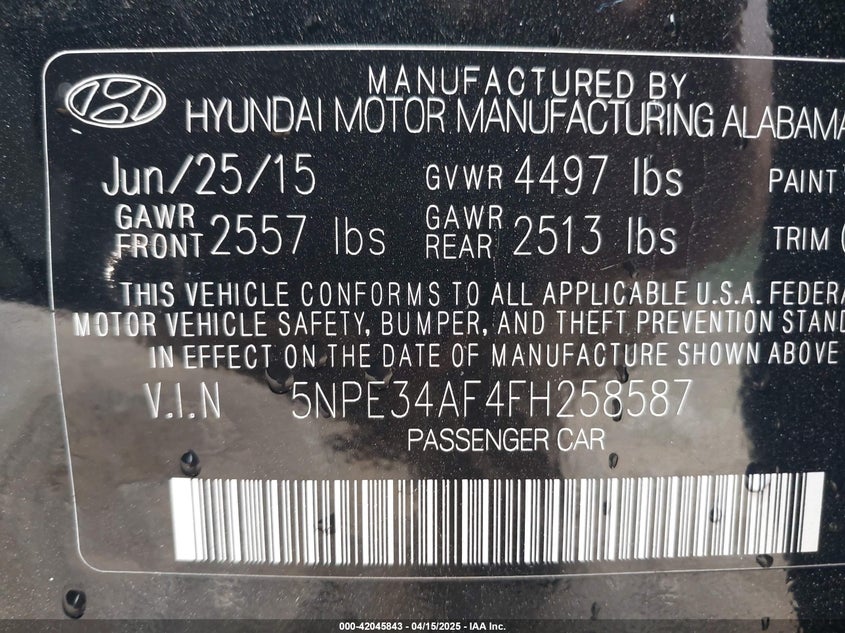 MANUFACTURED BY
HYUNDAI MOTOR MANUFACTURING ALABAMA
Jun/25/15 GVWR 4497 lbs PAINT
GAWR FRONT 2557 lbs GAWR REAR 2513 lbs TRIM (
THIS VEHICLE CONFORMS TO ALL APPLICABLE U.S.A. FEDERA
MOTOR VEHICLE SAFETY, BUMPER, AND THEFT PREVENTION STAND
IN EFFECT ON THE DATE OF MANUFACTURE SHOWN ABOVE
V.I.N 5NPE34AF4FH258587
PASSENGER CAR
000-42045843 - 04/15/2025 - IAA Inc.